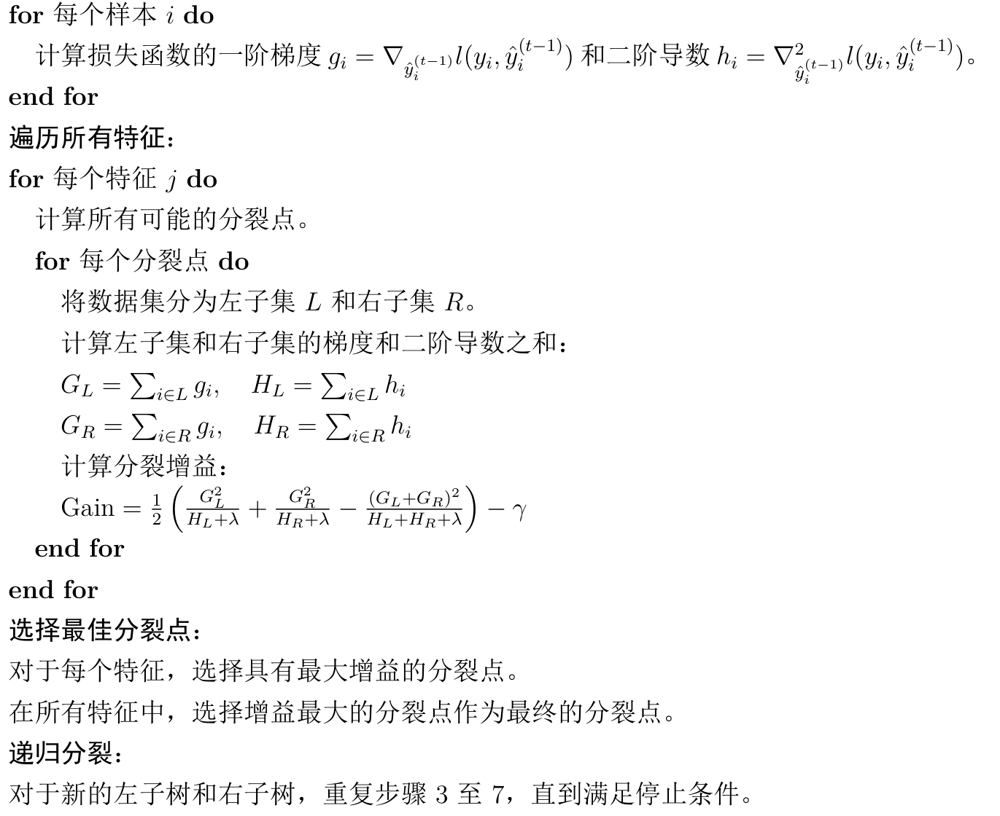 for 每个样本 i do
计算损失函数的一阶梯度 $g_i = \nabla_{\hat{y}_i^{(t-1)}} l(y_i, \hat{y}_i^{(t-1)})$ 和二阶导数 $h_i = \nabla^2_{\hat{y}_i^{(t-1)}} l(y_i, \hat{y}_i^{(t-1)})$。
end for
遍历所有特征：
for 每个特征 j do
计算所有可能的分裂点。
for 每个分裂点 do
将数据集分为左子集 L 和右子集 R。
计算左子集和右子集的梯度和二阶导数之和：
$G_L = \sum_{i \in L} g_i, \quad H_L = \sum_{i \in L} h_i$
$G_R = \sum_{i \in R} g_i, \quad H_R = \sum_{i \in R} h_i$
计算分裂增益：
$\text{Gain} = \frac{1}{2} \left( \frac{G_L^2}{H_L + \lambda} + \frac{G_R^2}{H_R + \lambda} - \frac{(G_L + G_R)^2}{H_L + H_R + \lambda} \right) - \gamma$
end for
end for
选择最佳分裂点：
对于每个特征，选择具有最大增益的分裂点。
在所有特征中，选择增益最大的分裂点作为最终的分裂点。
递归分裂：
对于新的左子树和右子树，重复步骤 3 至 7，直到满足停止条件。